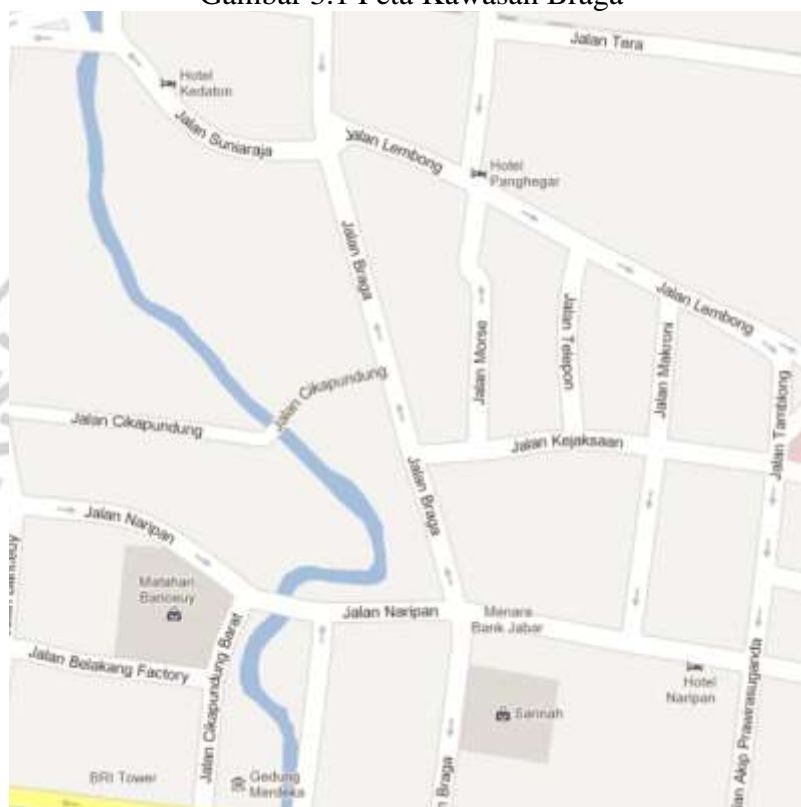 Gambar 3.1 Peta Kawasan Braga
Jalan Tera
Hotel
Kedaton
Jalan Suniaraja
Jalan Lembong
Hotel
Panghegar
Jalan Braga
Jalan Lembong
Jalan Telepon
Jalan Morse
Jalan Makroni
Jalan Tamblong
Jalan Cikapundung
Jalan Cikapundung
Jalan Kejaksaan
Jalan Braga
Jalan Naripan
Matahari
Banceuy
Jalan Naripan
Menara
Bank Jabar
Jalan Belakang Factory
Jalan Cikapundung Barat
Hotel
Naripan
Sarinah
Akip Prawirasuganda
BRI Tower
Gedung
Merdeka
Braga